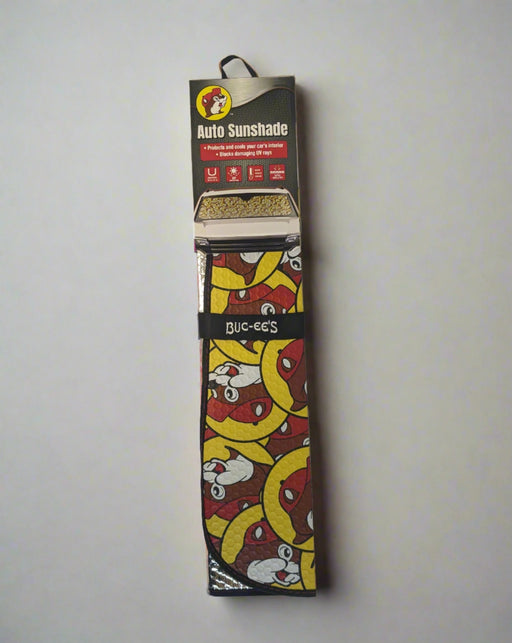 Auto Sunshade
• Protects and cools your car's interior
• Blocks damaging UV rays
BUC-EE'S